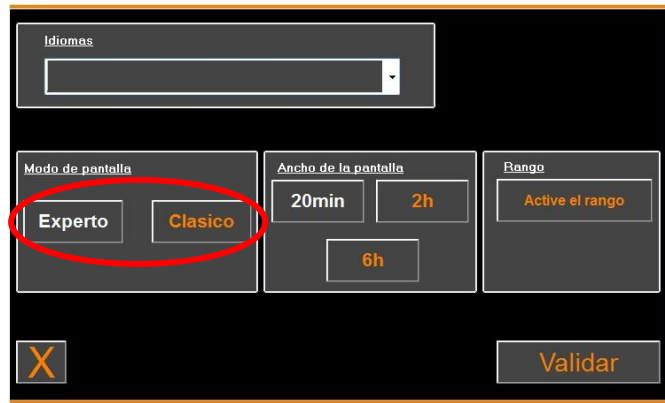 Idiomas
Modo de pantalla
Experto
Clasico
Ancho de la pantalla
20min
2h
6h
Rango
Active el rango
X
Validar